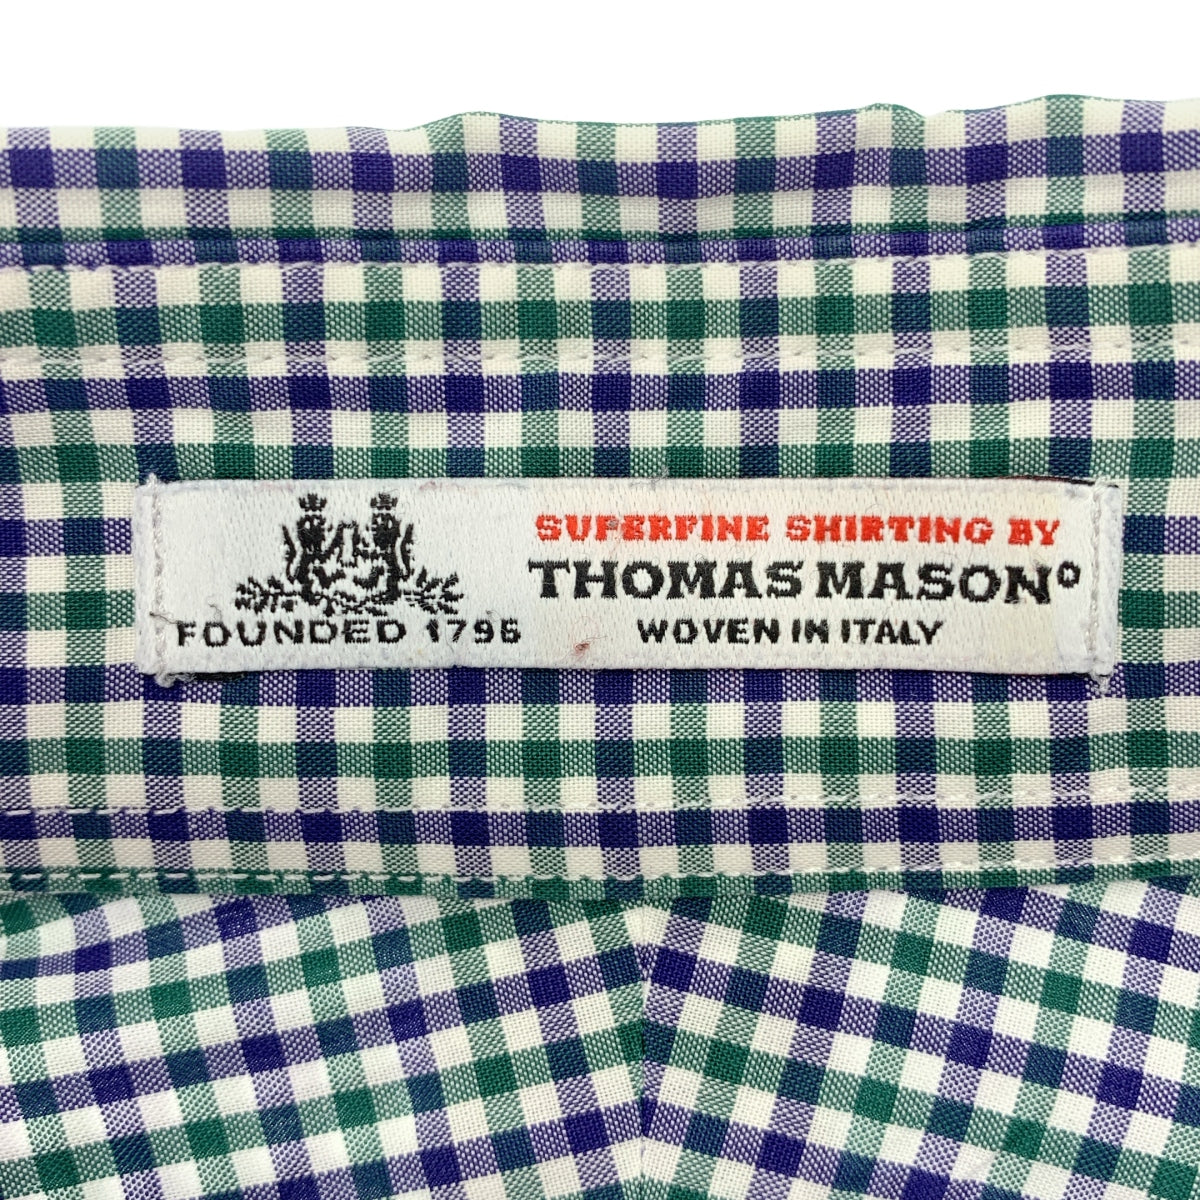 FOUNDED 1796
SUPERFINE SHIRTING BY
THOMAS MASON°
WOVEN IN ITALY